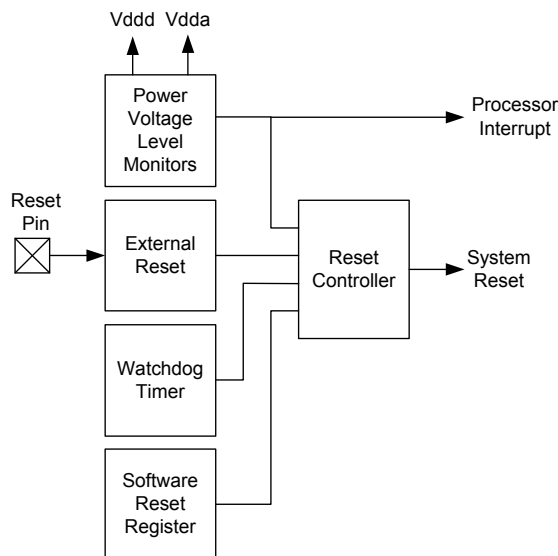 Vddd Vdda
Power
Voltage
Level
Monitors
Processor
Interrupt
Reset
Pin
External
Reset
Reset
Controller
System
Reset
Watchdog
Timer
Software
Reset
Register